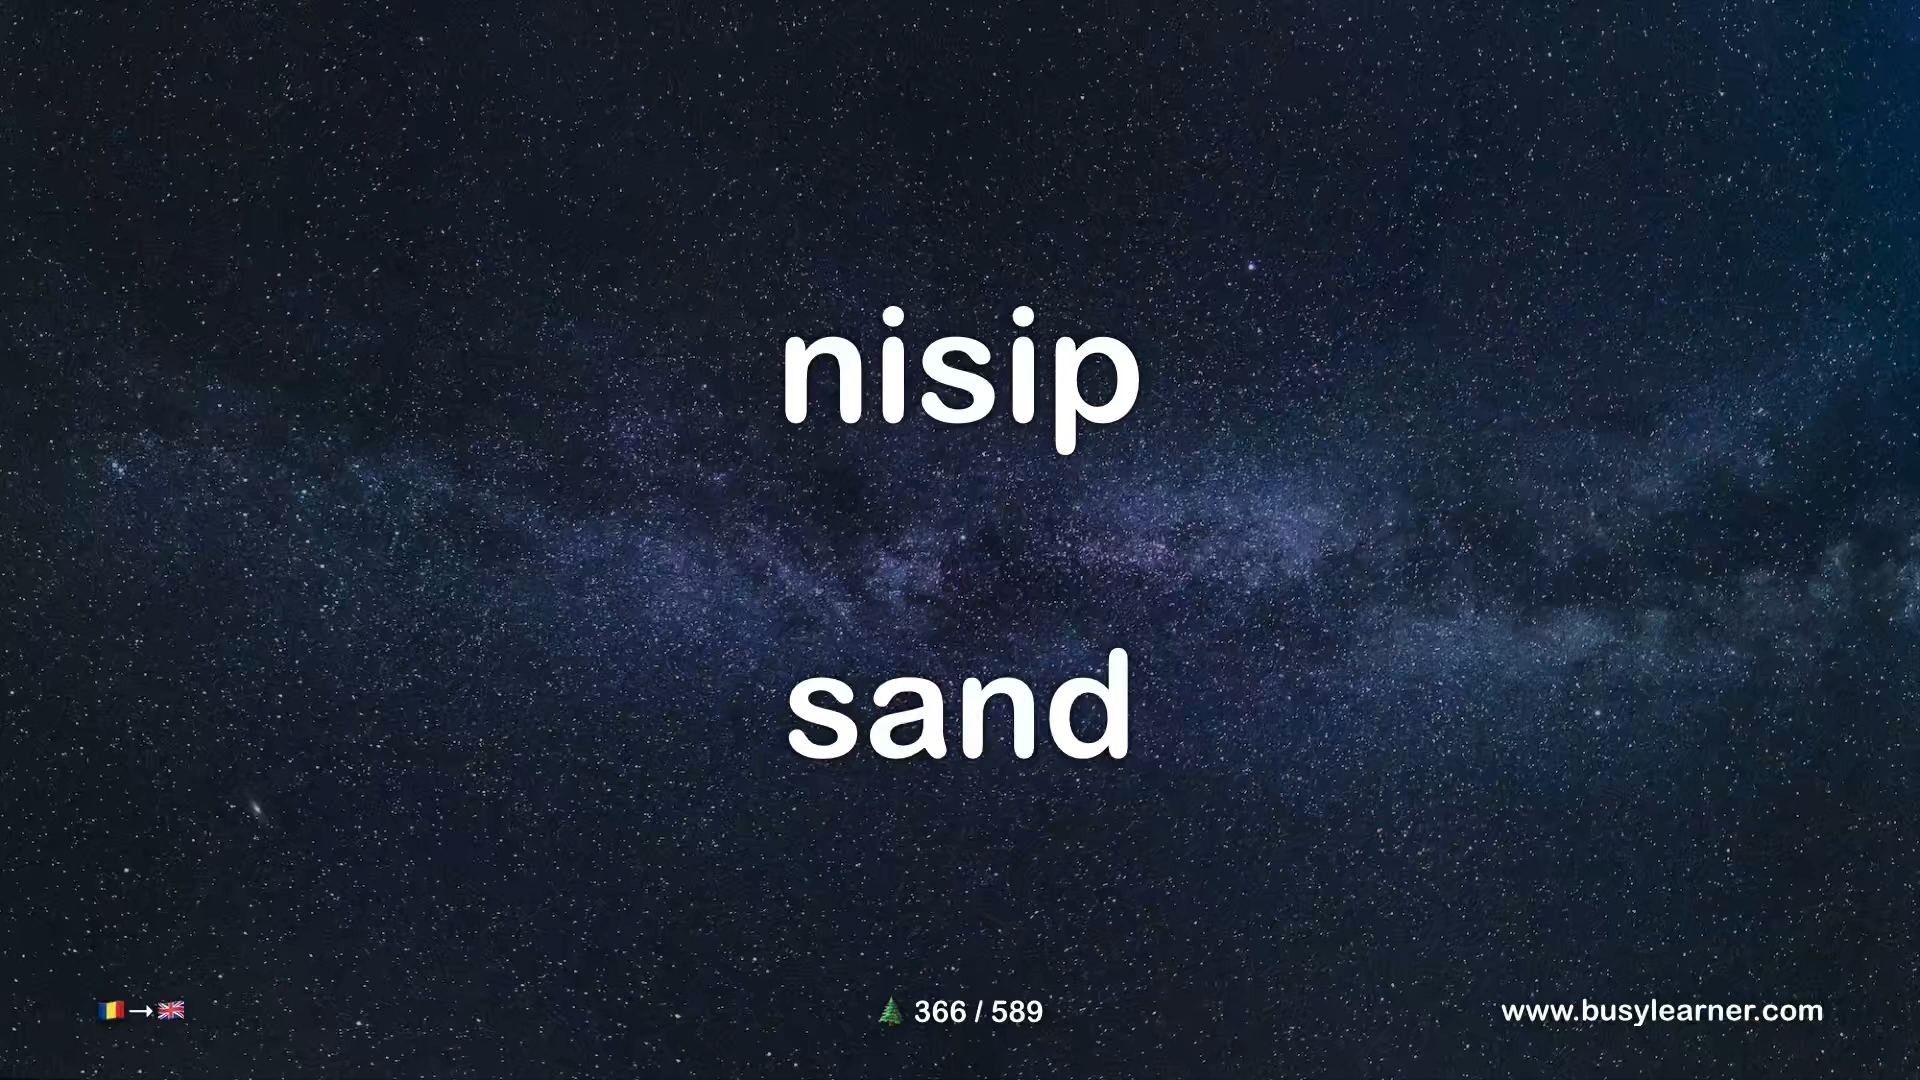 nisip
sand
🇷🇴→🇬🇧
🌲 366 / 589
www.busylearner.com